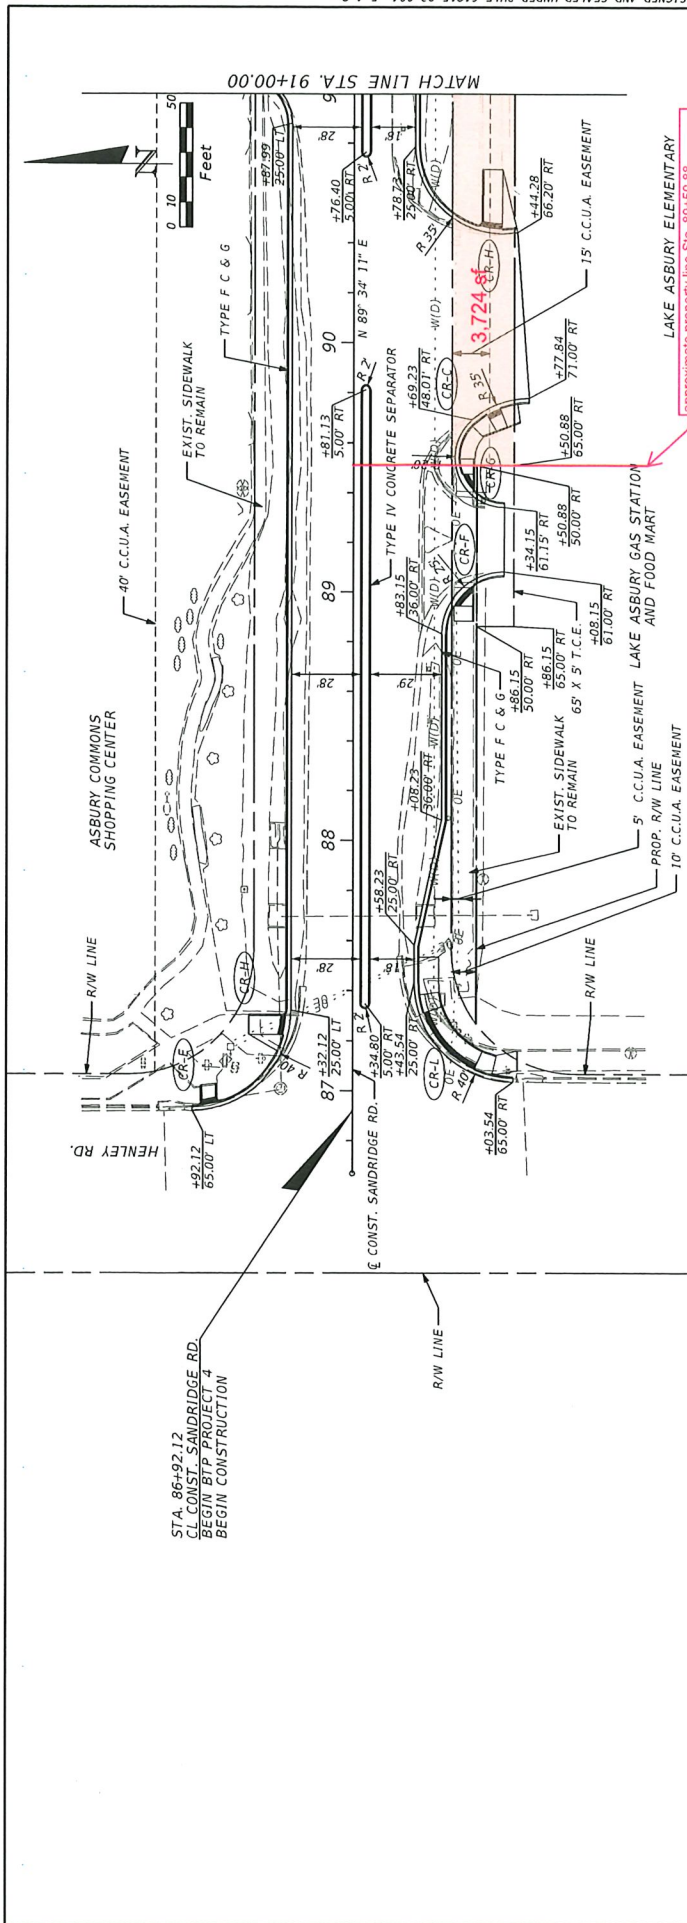 MATCH LINE STA. 91+00.00
0 10 50
Feet
N
40' C.C.U.A. EASEMENT
ASBURY COMMONS
SHOPPING CENTER
EXIST. SIDEWALK
TO REMAIN
TYPE F C & G
+87.99
25.00' LT
28'
18'
+76.40
5.00' RT
R 2'
+78.73
25.00' RT
R 35'
W(D)
+44.28
66.20' RT
CR-H
15' C.C.U.A. EASEMENT
LAKE ASBURY ELEMENTARY
3,724 sf
N 89° 34' 11" E
90
R 2'
+81.13
5.00' RT
TYPE IV CONCRETE SEPARATOR
+69.23
48.01' RT
CR-C
R 35'
+77.84
71.00' RT
+50.88
65.00' RT
CR-G
+50.88
50.00' RT
+34.15
61.15' RT
LAKE ASBURY GAS STATION
AND FOOD MART
89
28'
29'
+83.15
36.00' RT
W(D)
OE
CR-F
+08.15
61.00' RT
+86.15
50.00' RT
+86.15
65.00' RT
65' X 5' T.C.E.
TYPE F C & G
+08.23
36.00' RT
EXIST. SIDEWALK
TO REMAIN
5' C.C.U.A. EASEMENT
PROP. R/W LINE
10' C.C.U.A. EASEMENT
88
+58.23
25.00' RT
28'
18'
R/W LINE
R/W LINE
CR-H
CR-E
R 40'
+32.12
25.00' LT
R 2'
+34.80
5.00' RT
+43.54
25.00' RT
CR-L
OE
R 40'
+03.54
65.00' RT
87
HENLEY RD.
+92.12
65.00' LT
℄ CONST. SANDRIDGE RD.
STA. 86+92.12
CL CONST. SANDRIDGE RD.
BEGIN BTP PROJECT 4
BEGIN CONSTRUCTION
R/W LINE